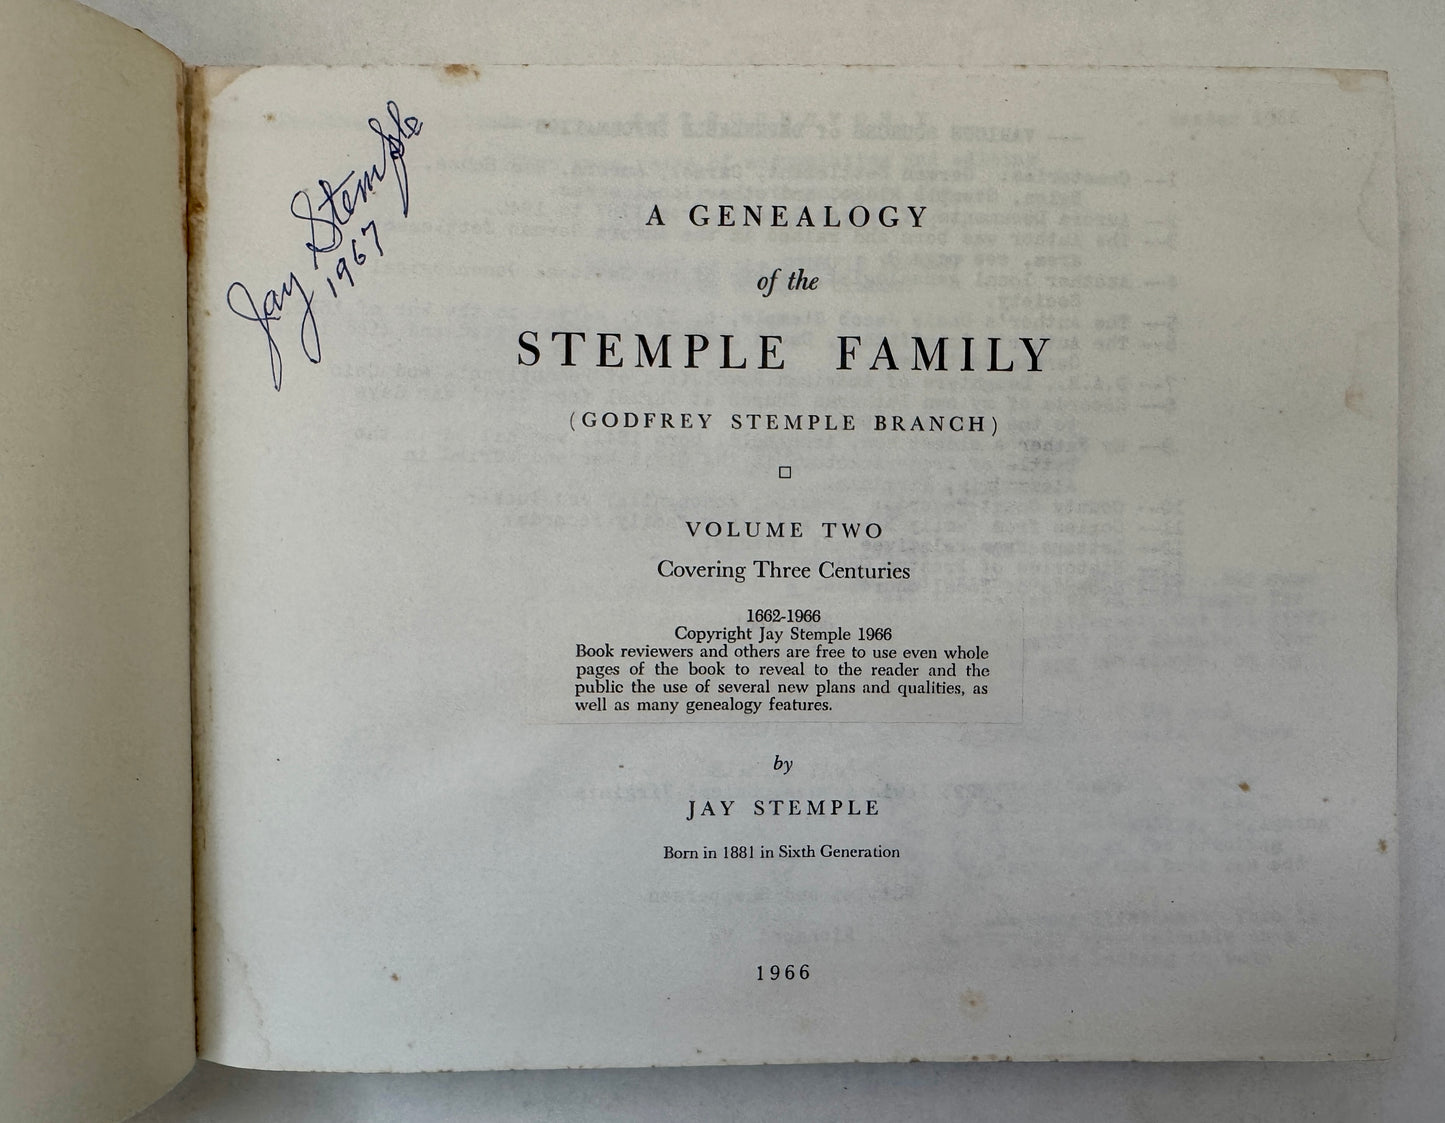 Jay Stemple
1967
A GENEALOGY
of the
STEMPLE FAMILY
(GODFREY STEMPLE BRANCH)
VOLUME TWO
Covering Three Centuries
1662-1966
Copyright Jay Stemple 1966
Book reviewers and others are free to use even whole
pages of the book to reveal to the reader and the
public the use of several new plans and qualities, as
well as many genealogy features.
by
JAY STEMPLE
Born in 1881 in Sixth Generation
1966